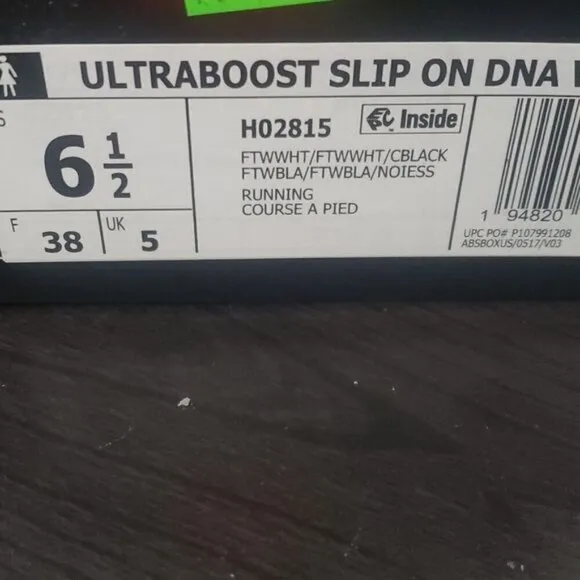 ULTRABOOST SLIP ON DNA
S
6 1/2
F 38
UK 5
H02815
Inside
FTWWHT/FTWWHT/CBLACK
FTWBLA/FTWBLA/NOIESS
RUNNING
COURSE A PIED
1 94820
UPC PO# P107991208
ABSBOXUS/0517/V03